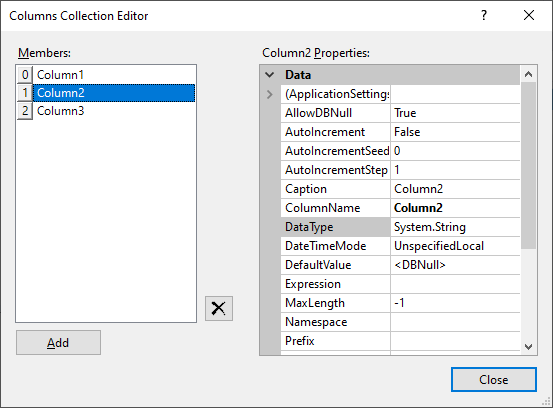 Columns Collection Editor
Members:
0 Column1
1 Column2
2 Column3
Add
Column2 Properties:
Data
(ApplicationSettings
AllowDBNull True
AutoIncrement False
AutoIncrementSeed 0
AutoIncrementStep 1
Caption Column2
ColumnName Column2
DataType System.String
DateTimeMode UnspecifiedLocal
DefaultValue <DBNull>
Expression
MaxLength -1
Namespace
Prefix
Close